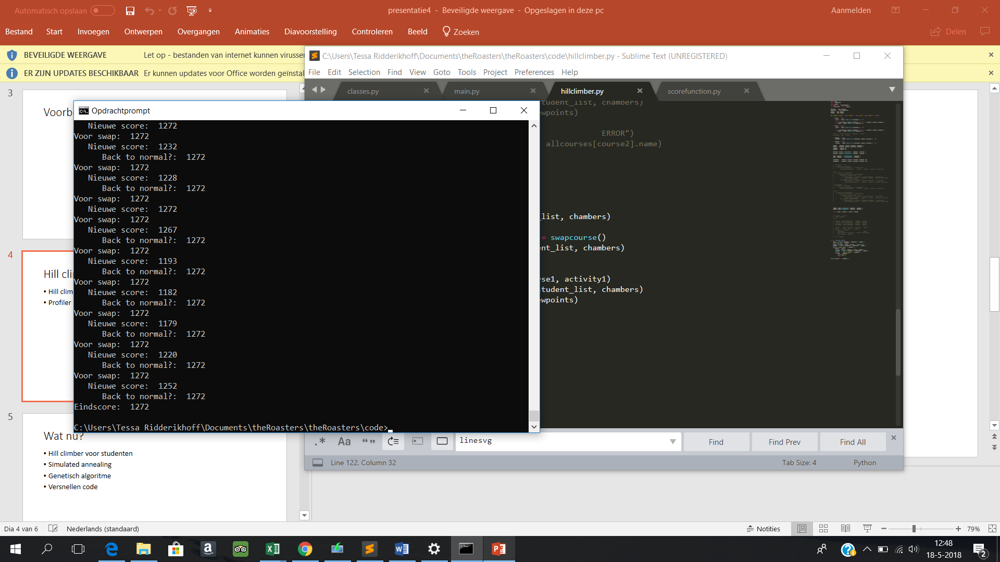 Automatisch opslaan
presentatie4 - Beveiligde weergave - Opgeslagen in deze pc
Aanmelden
Bestand Start Invoegen Ontwerpen Overgangen Animaties Diavoorstelling Controleren Beeld Zoeken Delen
BEVEILIGDE WEERGAVE Let op - bestanden van internet kunnen virussen
ER ZIJN UPDATES BESCHIKBAAR Er kunnen updates voor Office worden geïnstal
C:\Users\Tessa Ridderikhoff\Documents\theRoasters\theRoasters\code\hillclimber.py - Sublime Text (UNREGISTERED)
File Edit Selection Find View Goto Tools Project Preferences Help
classes.py main.py hillclimber.py scorefunction.py
student_list, chambers)
ewpoints)
ERROR")
allcourses[course2].name)
_list, chambers)
= swapcourse()
ent_list, chambers)
rse1, activity1)
student_list, chambers)
ewpoints)
3
Voorb
4
Hill cli
• Hill clim
• Profiler
5
Wat nu?
• Hill climber voor studenten
• Simulated annealing
• Genetisch algoritme
• Versnellen code
Opdrachtprompt
Nieuwe score: 1272
Voor swap: 1272
Nieuwe score: 1232
Back to normal?: 1272
Voor swap: 1272
Nieuwe score: 1228
Back to normal?: 1272
Voor swap: 1272
Nieuwe score: 1272
Voor swap: 1272
Nieuwe score: 1267
Back to normal?: 1272
Voor swap: 1272
Nieuwe score: 1193
Back to normal?: 1272
Voor swap: 1272
Nieuwe score: 1182
Back to normal?: 1272
Voor swap: 1272
Nieuwe score: 1179
Back to normal?: 1272
Voor swap: 1272
Nieuwe score: 1220
Back to normal?: 1272
Voor swap: 1272
Nieuwe score: 1252
Back to normal?: 1272
Eindscore: 1272
C:\Users\Tessa Ridderikhoff\Documents\theRoasters\theRoasters\code>
.* Aa “ ” linesvg Find Find Prev Find All
Line 122, Column 32 Tab Size: 4 Python
Dia 4 van 6 Nederlands (standaard) Notities 79%
12:48
18-5-2018
2